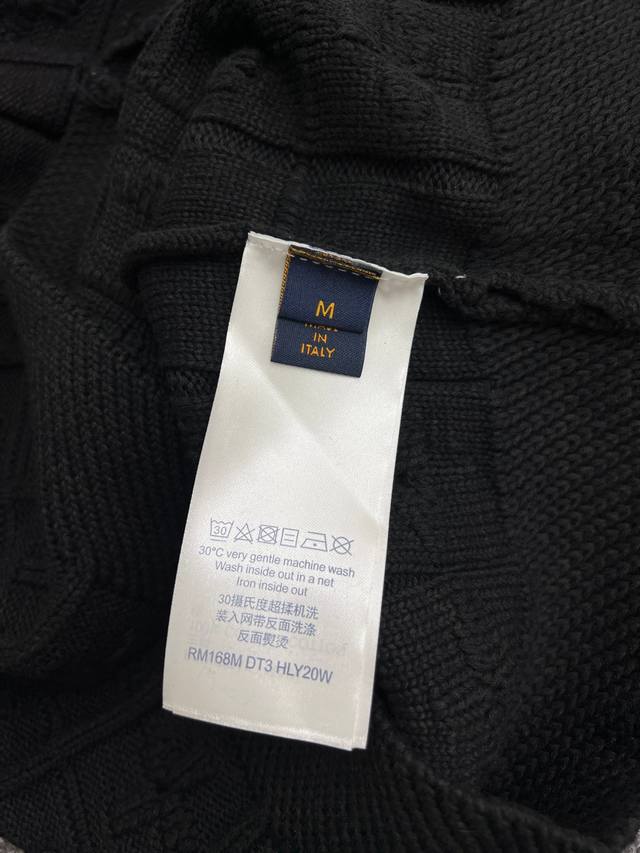 M
IN
ITALY
30
30°C very gentle machine wash
Wash inside out in a net
Iron inside out
30摄氏度超揉机洗
装入网带反面洗涤
反面熨烫
RM168M DT3 HLY20W